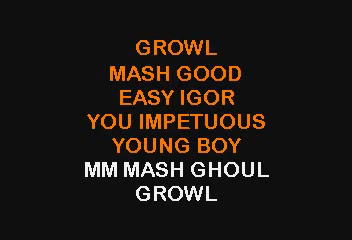 GROWL
MASH GOOD
EASY IGOR
YOU IMPETUOUS
YOUNG BOY
MM MASH GHOUL
GROWL